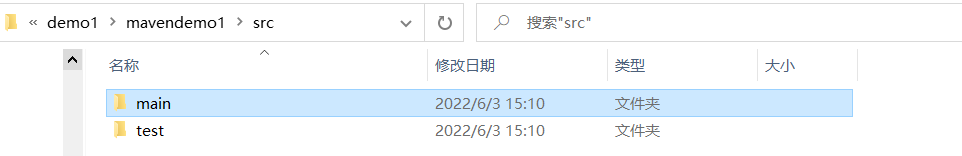 « demo1 › mavendemo1 › src 搜索"src"
名称 修改日期 类型 大小
main 2022/6/3 15:10 文件夹
test 2022/6/3 15:10 文件夹